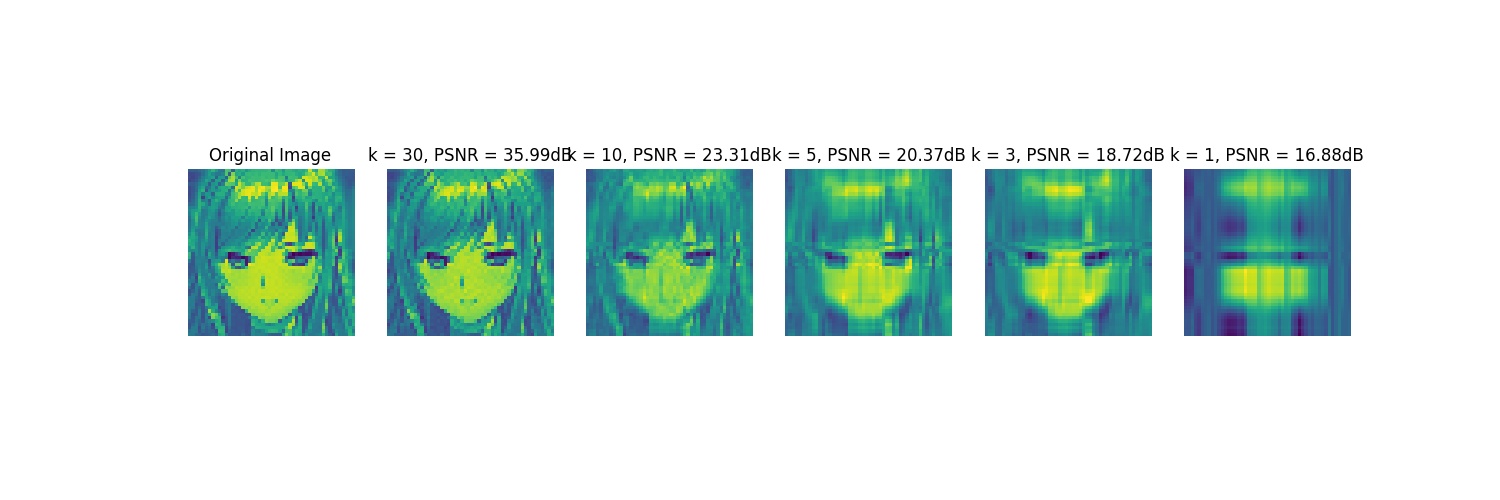 Original Image
k = 30, PSNR = 35.99dB
k = 10, PSNR = 23.31dB
k = 5, PSNR = 20.37dB
k = 3, PSNR = 18.72dB
k = 1, PSNR = 16.88dB